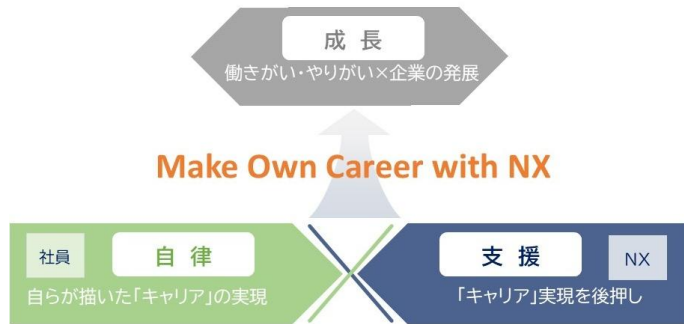 成長
働きがい・やりがい×企業の発展
Make Own Career with NX
社員
自律
自らが描いた「キャリア」の実現
支援
NX
「キャリア」実現を後押し